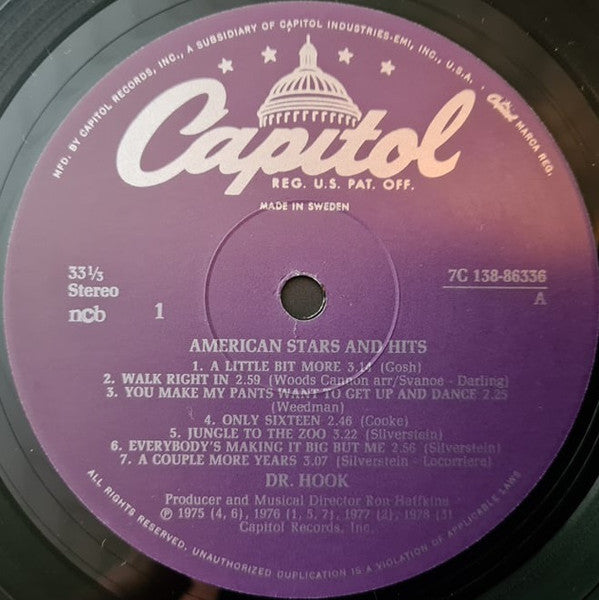 MFD. BY CAPITOL RECORDS, INC., A SUBSIDIARY OF CAPITOL INDUSTRIES-EMI, INC., U.S.A.
Capitol MARCA REG.
Capitol
REG. U.S. PAT. OFF.
MADE IN SWEDEN
33⅓
Stereo
ncb
1
7C 138-86336
A
AMERICAN STARS AND HITS
1. A LITTLE BIT MORE 3.14 (Gosh)
2. WALK RIGHT IN 2.59 (Woods Cannon arr/Svanoe - Darling)
3. YOU MAKE MY PANTS WANT TO GET UP AND DANCE 2.25
(Weedman)
4. ONLY SIXTEEN 2.46 (Cooke)
5. JUNGLE TO THE ZOO 3.22 (Silverstein)
6. EVERYBODY'S MAKING IT BIG BUT ME 2.56 (Silverstein)
7. A COUPLE MORE YEARS 3.07 (Silverstein - Locorriere)
DR. HOOK
Producer and Musical Director Ron Haffkine
℗ 1975 (4, 6), 1976 (1, 5, 7), 1977 (2), 1978 (3)
Capitol Records, Inc.
ALL RIGHTS RESERVED. UNAUTHORIZED DUPLICATION IS A VIOLATION OF APPLICABLE LAWS